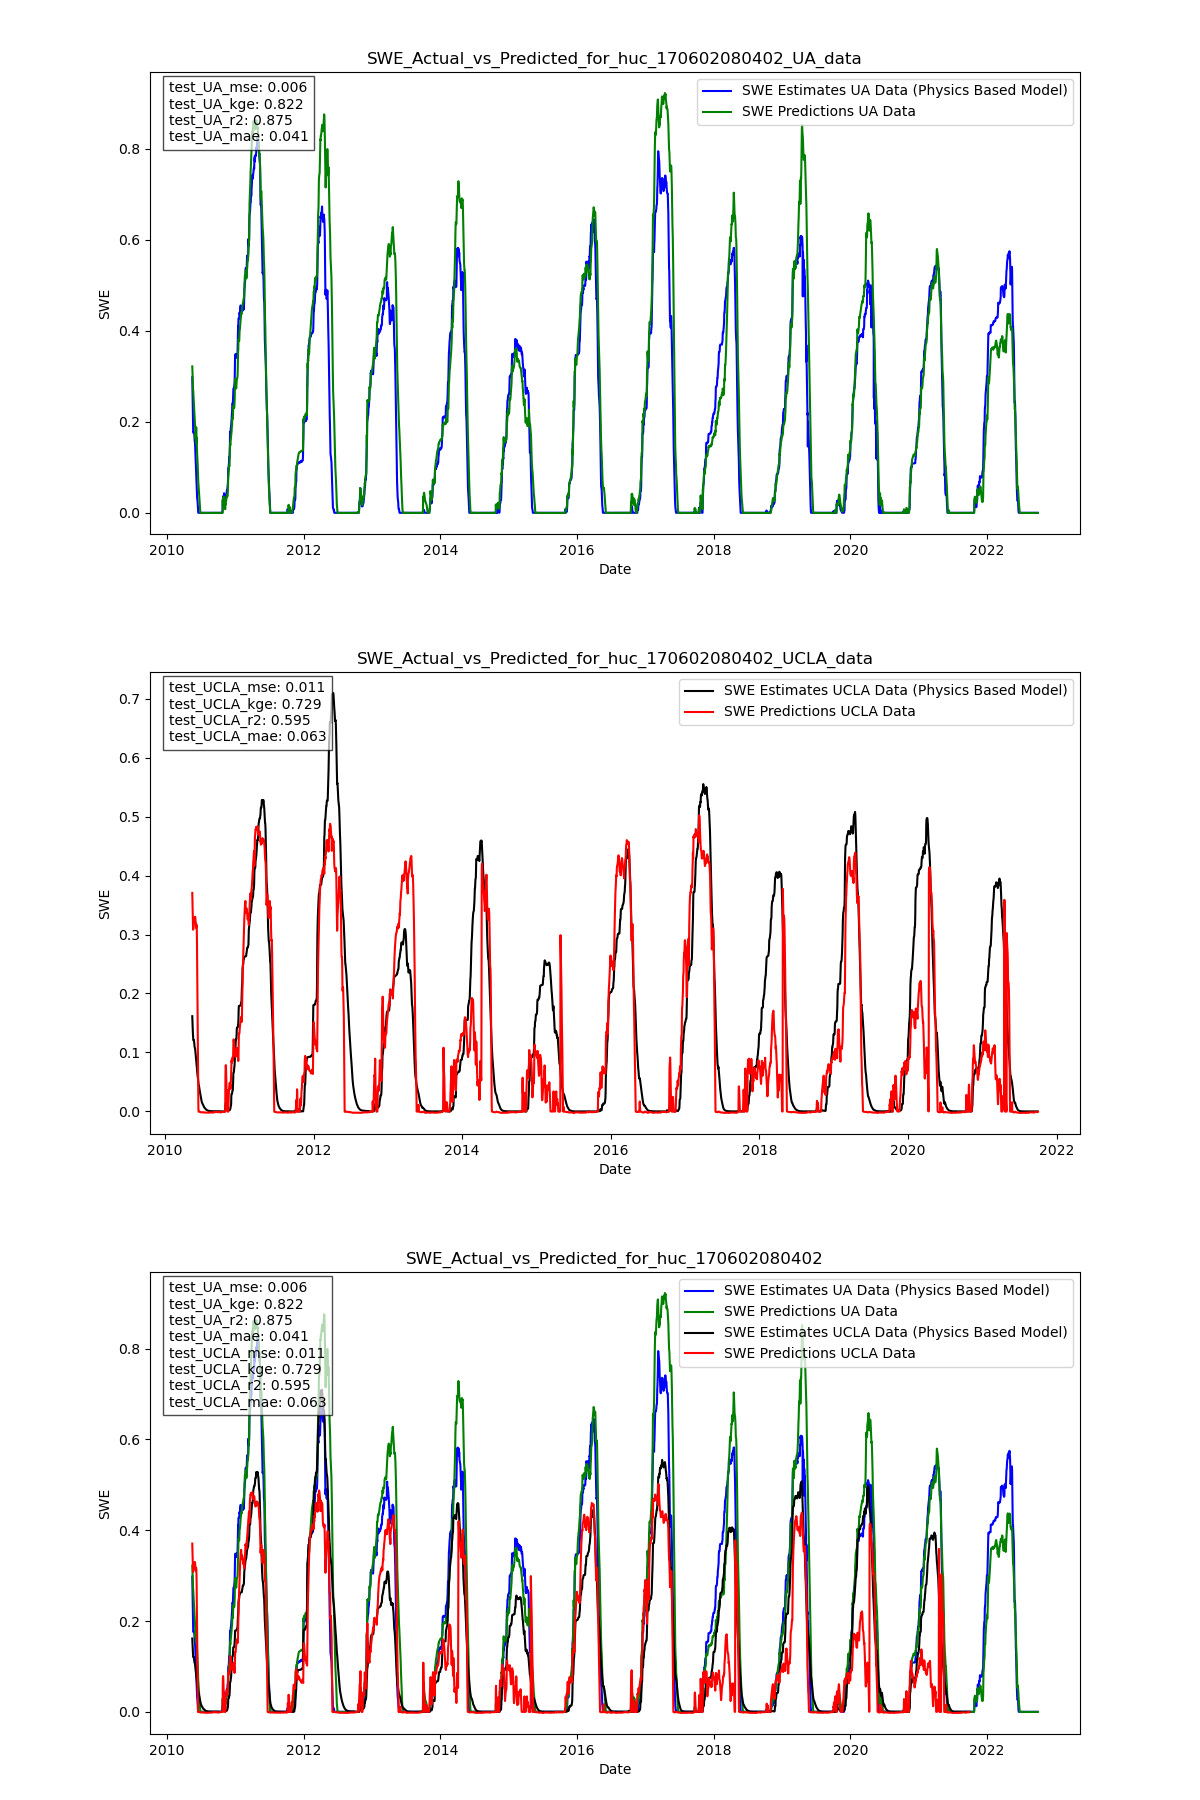 SWE_Actual_vs_Predicted_for_huc_170602080402_UA_data
test_UA_mse: 0.006
test_UA_kge: 0.822
test_UA_r2: 0.875
test_UA_mae: 0.041
SWE Estimates UA Data (Physics Based Model)
SWE Predictions UA Data
0.8
0.6
0.4
0.2
0.0
SWE
2010 2012 2014 2016 2018 2020 2022
Date
SWE_Actual_vs_Predicted_for_huc_170602080402_UCLA_data
test_UCLA_mse: 0.011
test_UCLA_kge: 0.729
test_UCLA_r2: 0.595
test_UCLA_mae: 0.063
SWE Estimates UCLA Data (Physics Based Model)
SWE Predictions UCLA Data
0.7
0.6
0.5
0.4
0.3
0.2
0.1
0.0
SWE
2010 2012 2014 2016 2018 2020 2022
Date
SWE_Actual_vs_Predicted_for_huc_170602080402
test_UA_mse: 0.006
test_UA_kge: 0.822
test_UA_r2: 0.875
test_UA_mae: 0.041
test_UCLA_mse: 0.011
test_UCLA_kge: 0.729
test_UCLA_r2: 0.595
test_UCLA_mae: 0.063
SWE Estimates UA Data (Physics Based Model)
SWE Predictions UA Data
SWE Estimates UCLA Data (Physics Based Model)
SWE Predictions UCLA Data
0.8
0.6
0.4
0.2
0.0
SWE
2010 2012 2014 2016 2018 2020 2022
Date